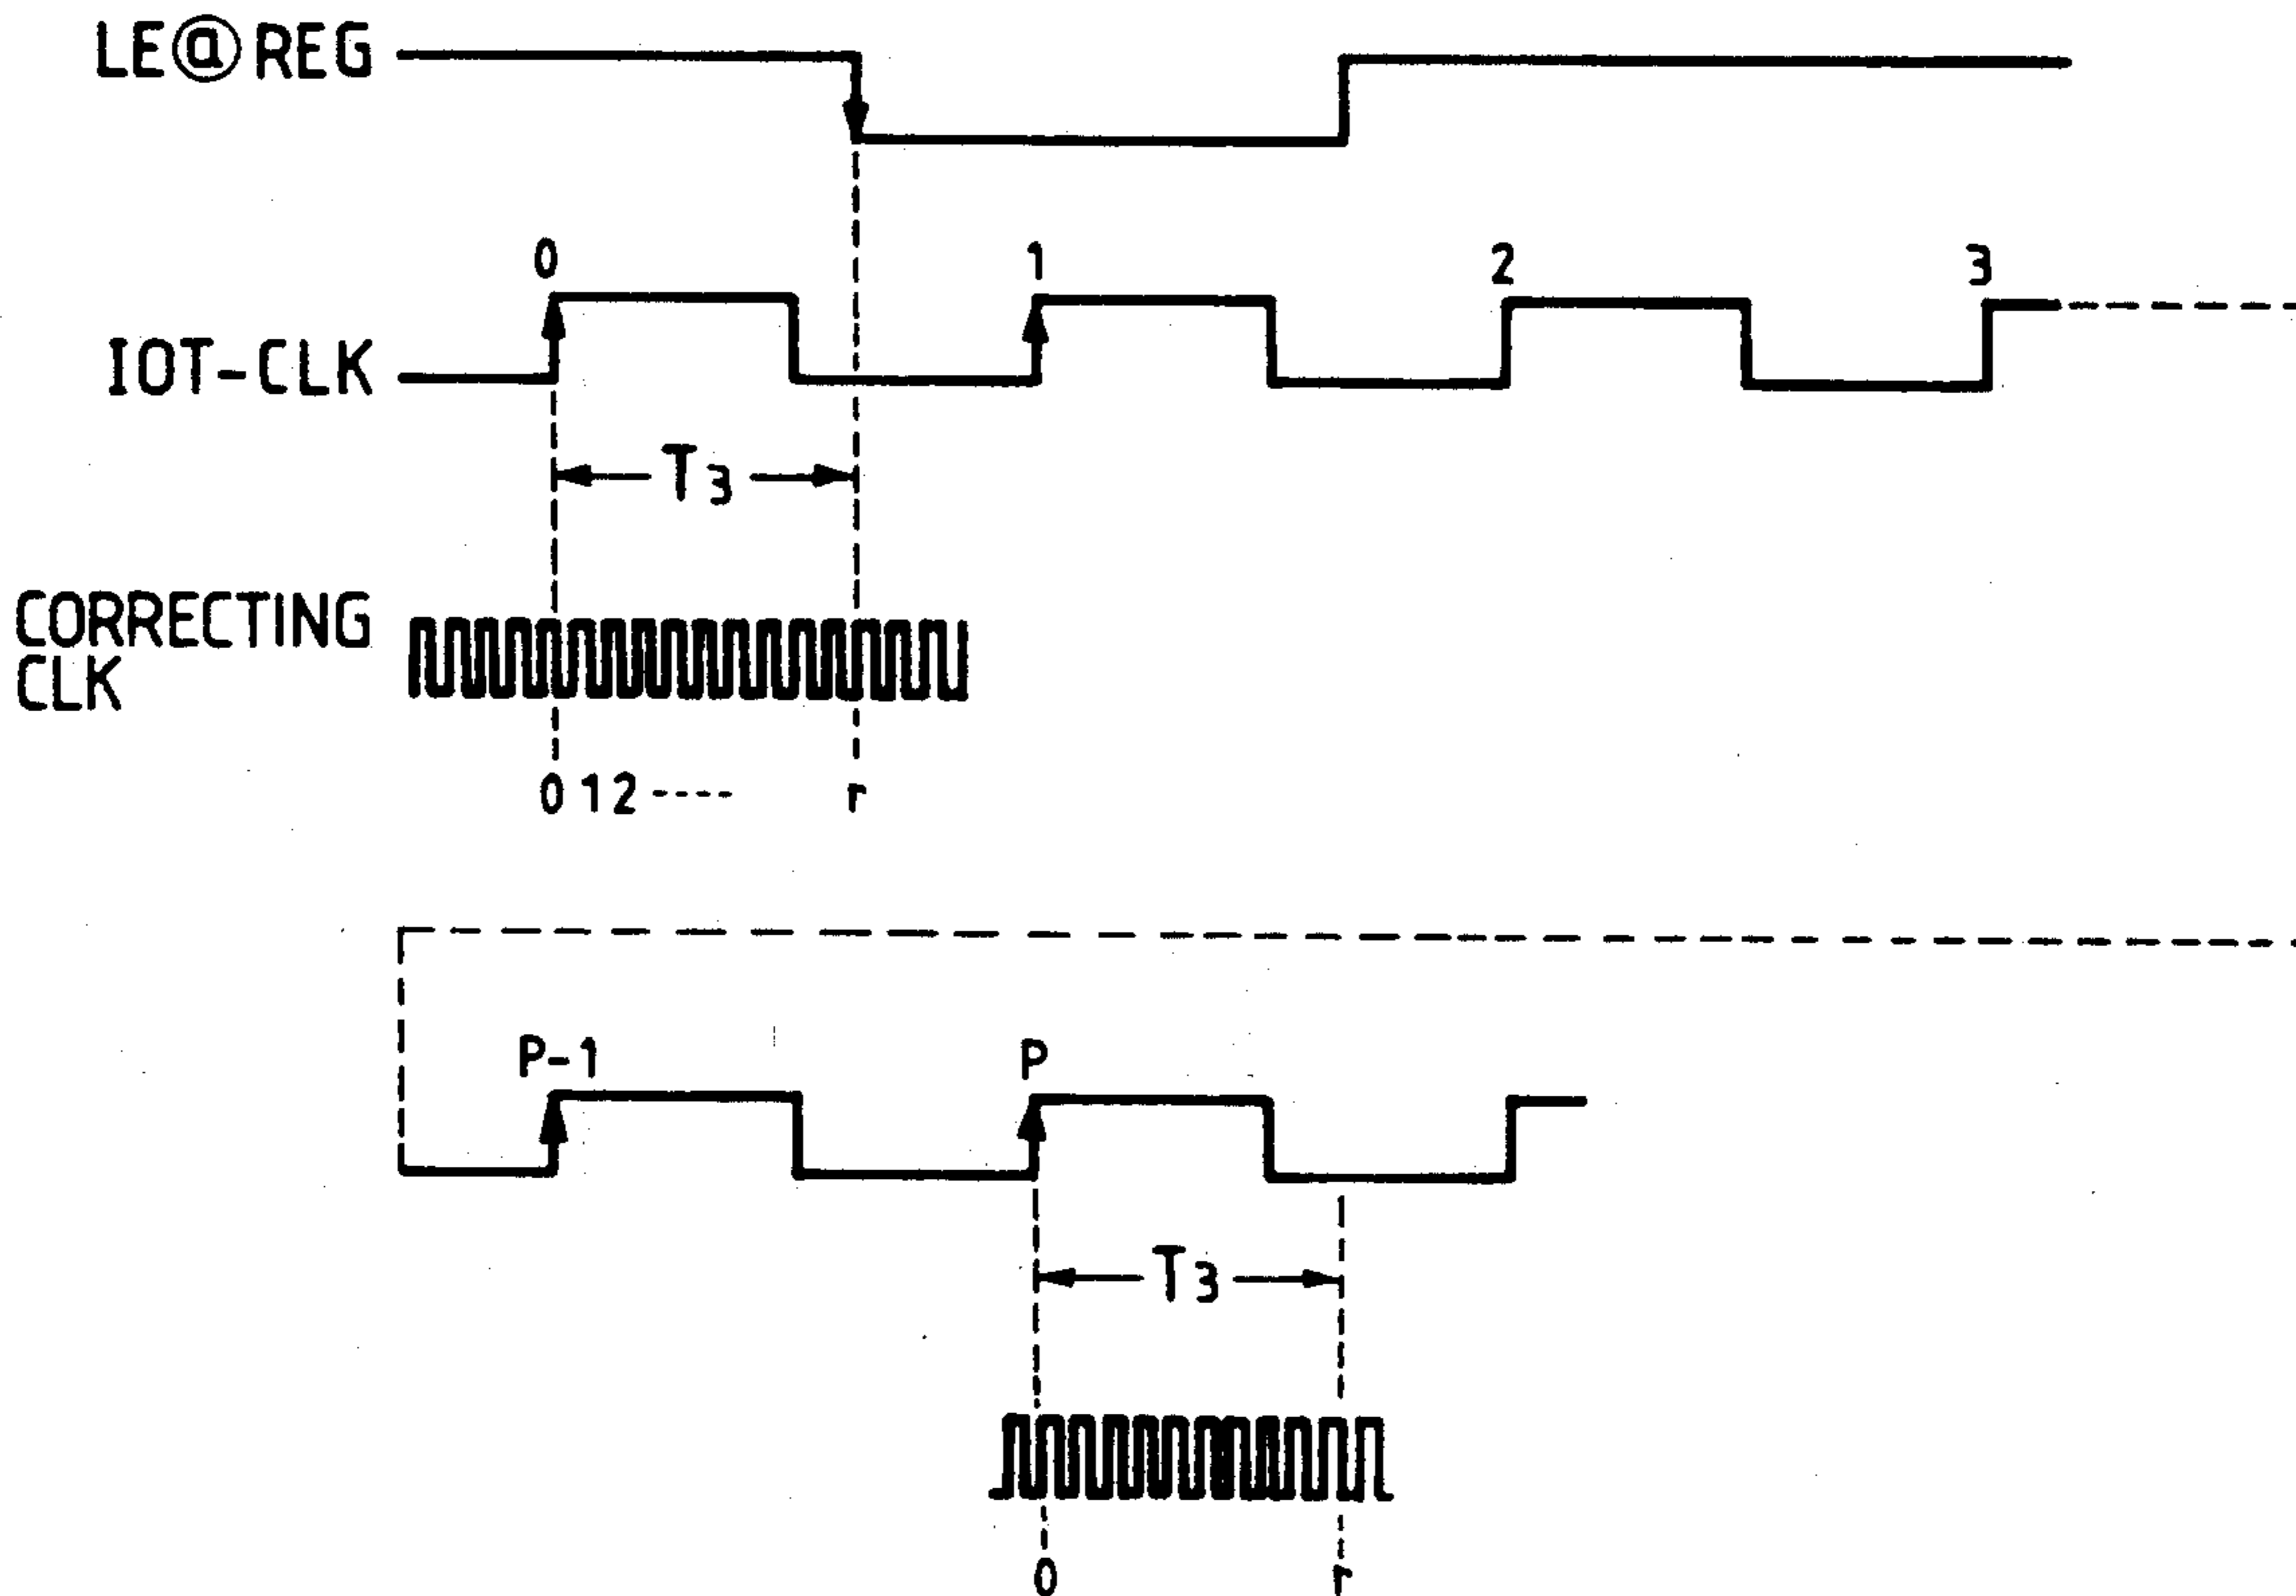 LE@REG
0 1 2 3
IOT-CLK
T3
CORRECTING
CLK
0 1 2 ---- r
P-1 P
T3
0 r